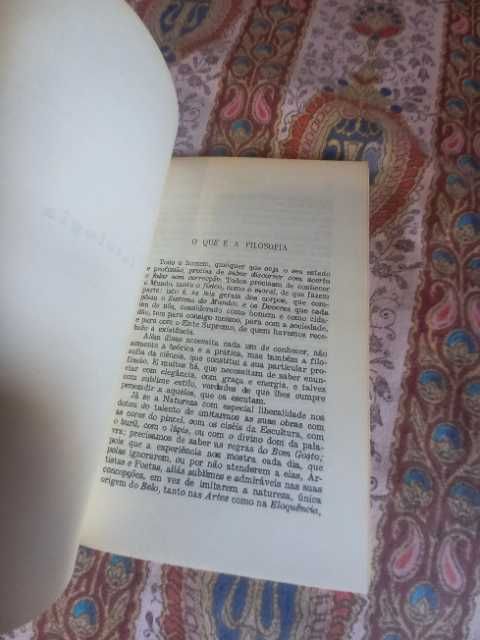 O QUE É A FILOSOFIA
Todo o homem, qualquer que seja o seu estado
e profissão, precisa de saber discorrer com acerto
e falar com correcção. Todos precisam de conhecer
o Mundo, tanto o físico, como o moral, de que fazem
parte: isto é, as leis gerais dos corpos, que com-
põem o Sistema do Mundo; e os Deveres que cada
um de nós, considerado como homem e como cida-
dão, tem para consigo mesmo, para com a sociedade,
e para com o Ente Supremo, de quem havemos rece-
bido a existência.
Além disso necessita cada um de conhecer, não
somente a teórica e a prática, mas também a filo-
sofia da ciência, que constitui a sua particular pro-
fissão. E muitos há, que necessitam de saber enun-
ciar com elegância, com graça e energia, e talvez
com sublime estilo, verdades de que lhes cumpre
persuadir a aqueles, que os escutam.
Já se a Natureza com especial liberalidade nos
dotou do talento de imitarmos as suas obras com
as cores do pincel, com os cinzéis da Escultura, com
o buril, com o lápis, ou com o divino dom da pala-
vra; precisamos de saber as regras do Bom Gosto;
pois que a experiência nos mostra cada dia, que
pelas ignorarem, ou por não atenderem a elas, Ar-
tistas e Poetas, aliás sublimes e admiráveis nas suas
concepções, em vez de imitarem a natureza, única
origem do Belo, tanto nas Artes como na Eloquência,